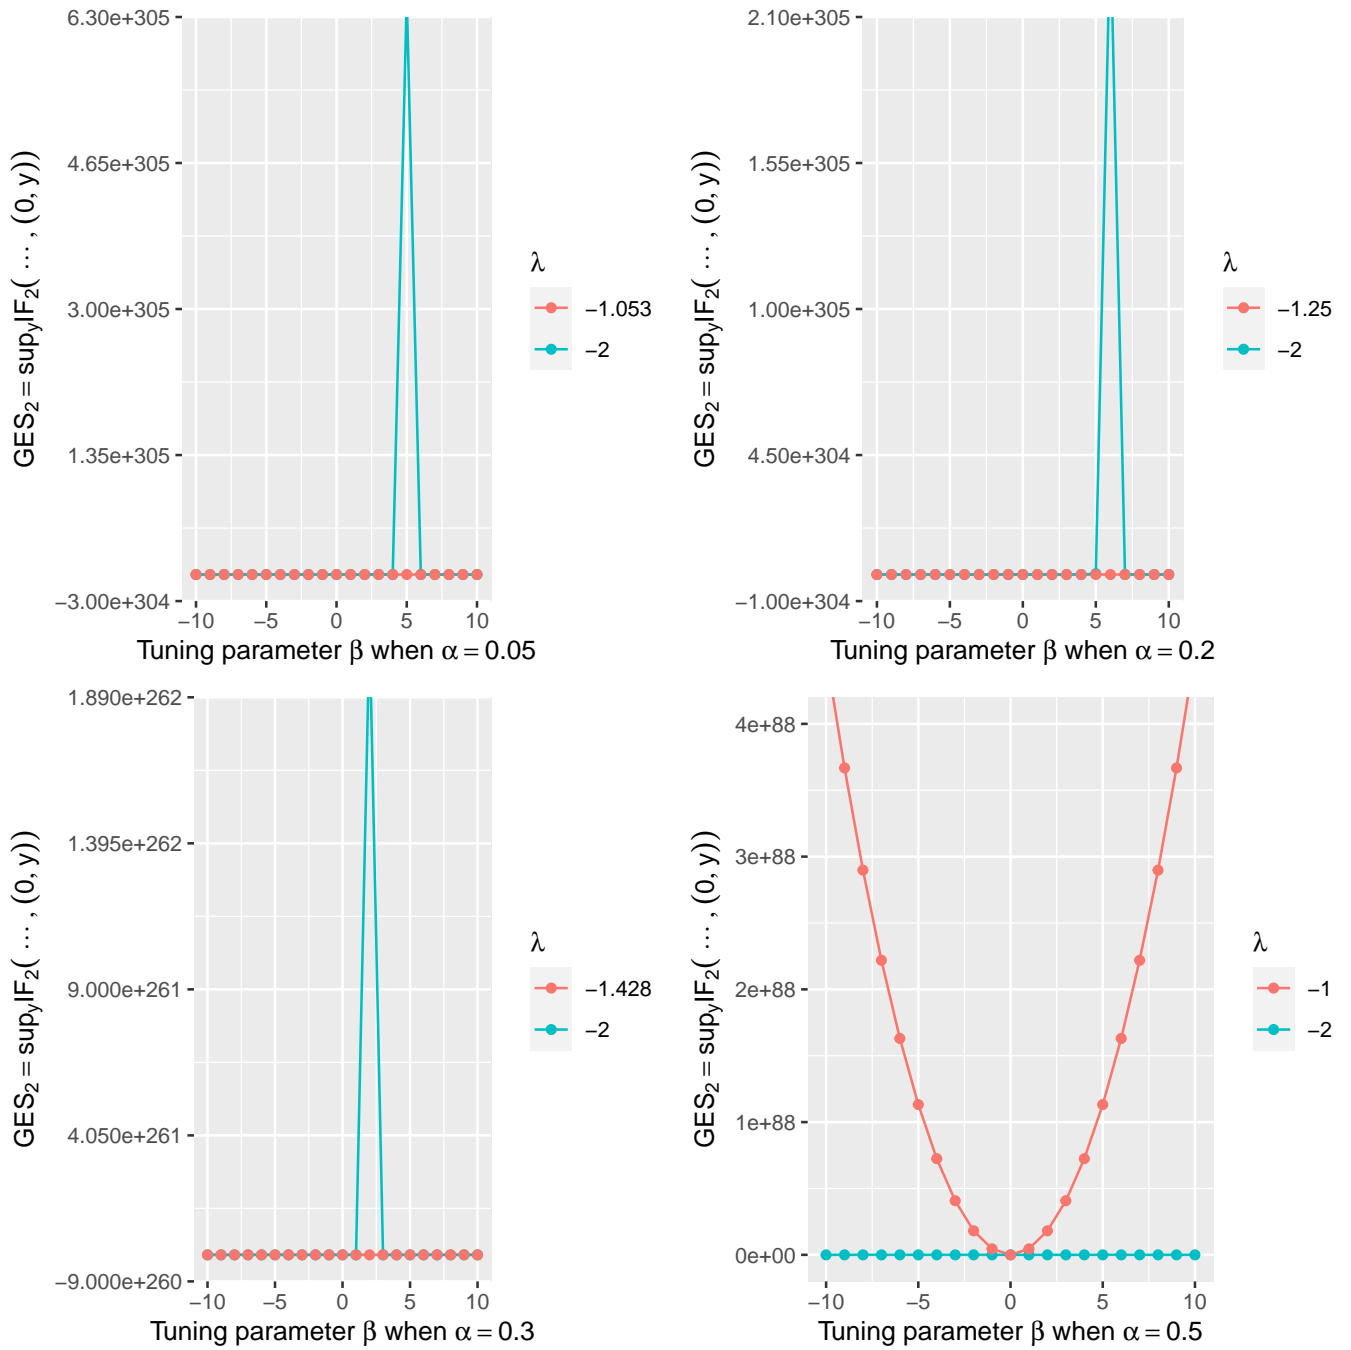 6.30e+305
4.65e+305
3.00e+305
1.35e+305
−3.00e+304
−10 −5 0 5 10
GES₂ = supᵧIF₂( ⋯ , (0, y))
Tuning parameter β when α = 0.05
λ
−1.053
−2
2.10e+305
1.55e+305
1.00e+305
4.50e+304
−1.00e+304
−10 −5 0 5 10
GES₂ = supᵧIF₂( ⋯ , (0, y))
Tuning parameter β when α = 0.2
λ
−1.25
−2
1.890e+262
1.395e+262
9.000e+261
4.050e+261
−9.000e+260
−10 −5 0 5 10
GES₂ = supᵧIF₂( ⋯ , (0, y))
Tuning parameter β when α = 0.3
λ
−1.428
−2
4e+88
3e+88
2e+88
1e+88
0e+00
−10 −5 0 5 10
GES₂ = supᵧIF₂( ⋯ , (0, y))
Tuning parameter β when α = 0.5
λ
−1
−2